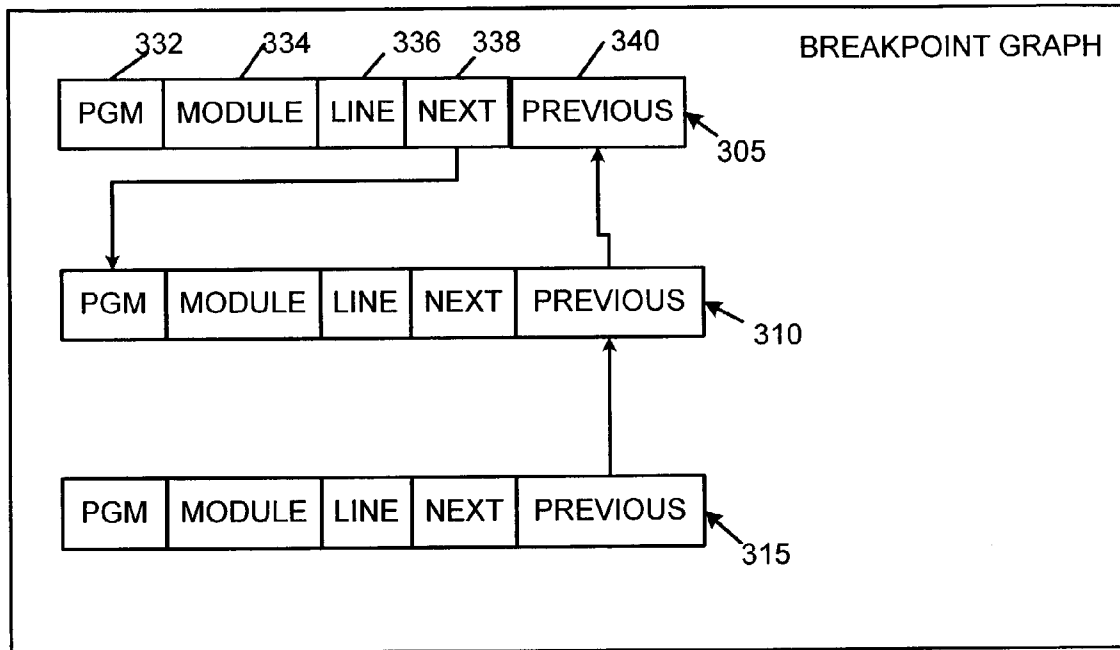 332 334 336 338 340 BREAKPOINT GRAPH
PGM MODULE LINE NEXT PREVIOUS
305
PGM MODULE LINE NEXT PREVIOUS
310
PGM MODULE LINE NEXT PREVIOUS
315